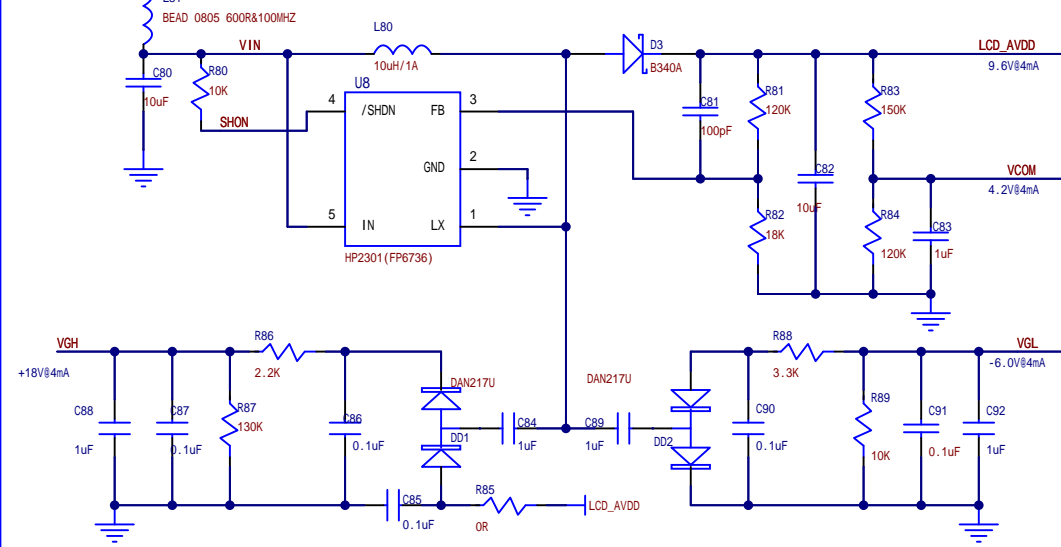 BEAD 0805 600R&100MHZ
L80
VIN
10uH/1A
D3
B340A
LCD_AVDD
9.6V@4mA
C80
10uF
R80
10K
SHON
U8
4
/SHDN
FB
3
GND
2
5
IN
LX
1
HP2301(FP6736)
C81
100pF
R81
120K
R83
150K
C82
10uF
VCOM
4.2V@4mA
R82
18K
R84
120K
C83
1uF
VGH
+18V@4mA
R86
2.2K
DAN217U
DAN217U
R88
3.3K
VGL
-6.0V@4mA
C88
1uF
C87
0.1uF
R87
130K
C86
0.1uF
DD1
C84
1uF
C89
1uF
DD2
C90
0.1uF
R89
10K
C91
0.1uF
C92
1uF
C85
0.1uF
R85
0R
LCD_AVDD